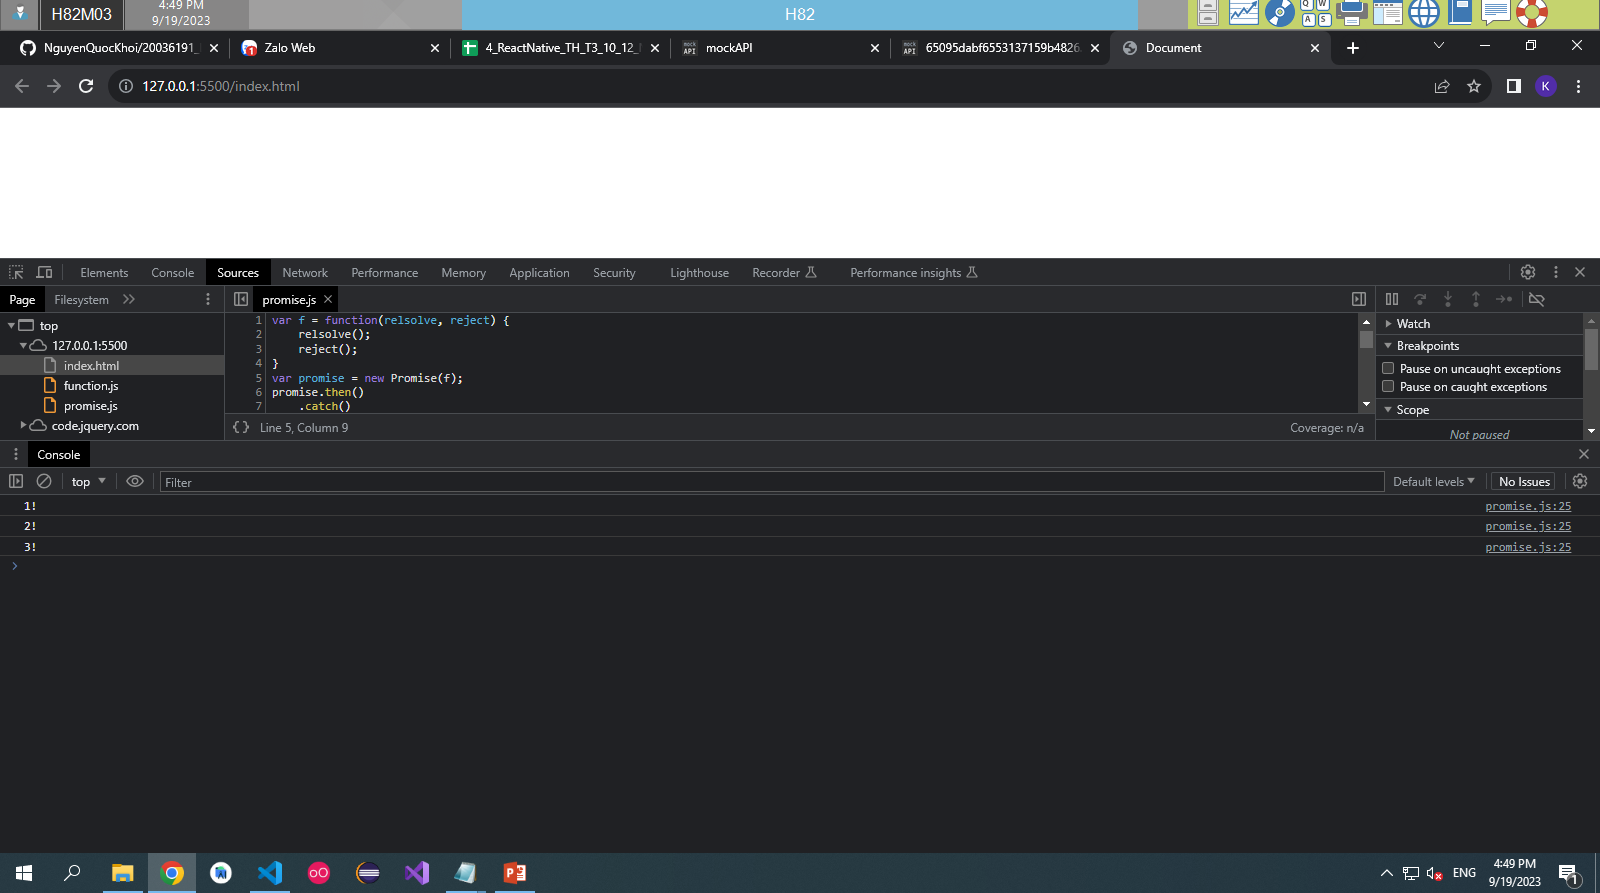 H82M03
4:49 PM
9/19/2023
H82
Q W
A S
NguyenQuocKhoi/20036191_
Zalo Web
4_ReactNative_TH_T3_10_12_
mockAPI
65095dabf6553137159b4826.
Document
127.0.0.1:5500/index.html
K
Elements
Console
Sources
Network
Performance
Memory
Application
Security
Lighthouse
Recorder
Performance insights
Page
Filesystem
promise.js
top
127.0.0.1:5500
index.html
function.js
promise.js
code.jquery.com
1 var f = function(relsolve, reject) {
2 relsolve();
3 reject();
4 }
5 var promise = new Promise(f);
6 promise.then()
7 .catch()
{} Line 5, Column 9
Coverage: n/a
Watch
Breakpoints
Pause on uncaught exceptions
Pause on caught exceptions
Scope
Not paused
Console
top
Filter
Default levels
No Issues
1! promise.js:25
2! promise.js:25
3! promise.js:25
ENG
4:49 PM
9/19/2023
1